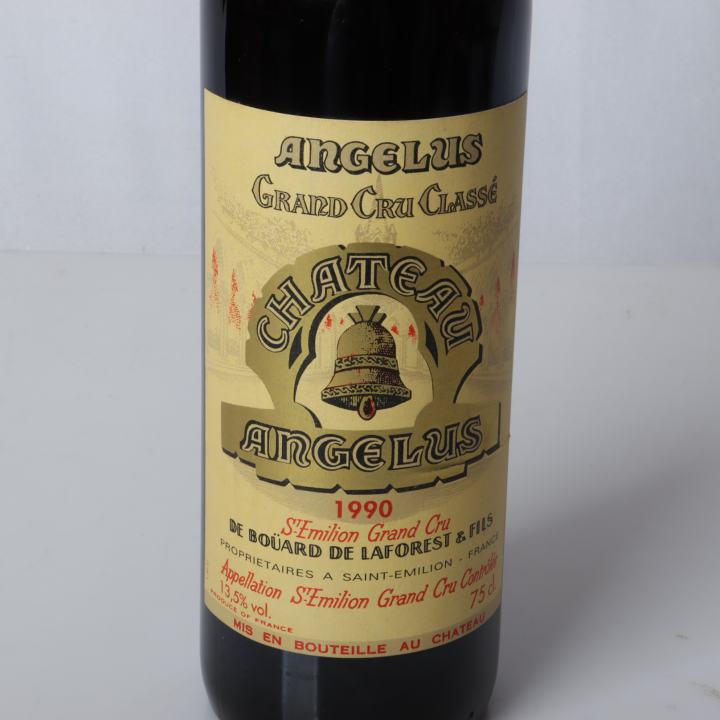 ANGELUS
GRAND CRU CLASSÉ
CHATEAU
ANGELUS
1990
St Emilion Grand Cru
DE BOÜARD DE LAFOREST & FILS
PROPRIETAIRES A SAINT-EMILION - FRANCE
Appellation St Emilion Grand Cru Contrôlée
13,5% vol.
75 cl
PRODUCE OF FRANCE
MIS EN BOUTEILLE AU CHATEAU